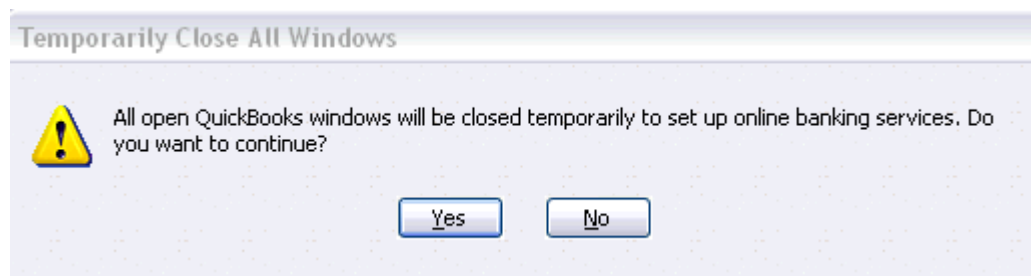 Temporarily Close All Windows
All open QuickBooks windows will be closed temporarily to set up online banking services. Do
you want to continue?
Yes
No